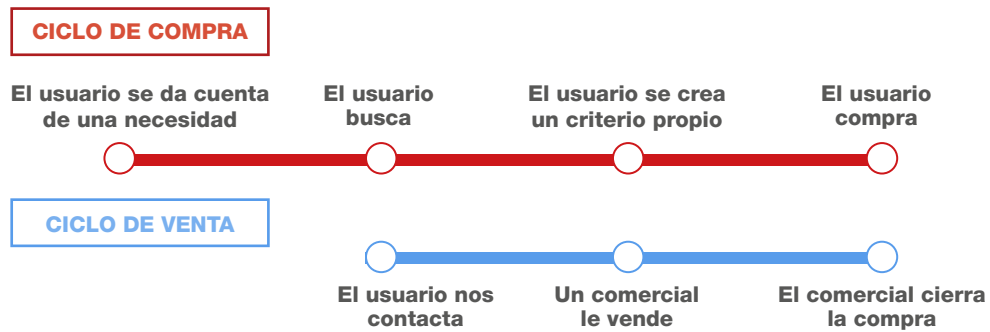 CICLO DE COMPRA
El usuario se da cuenta
de una necesidad
El usuario
busca
El usuario se crea
un criterio propio
El usuario
compra
CICLO DE VENTA
El usuario nos
contacta
Un comercial
le vende
El comercial cierra
la compra